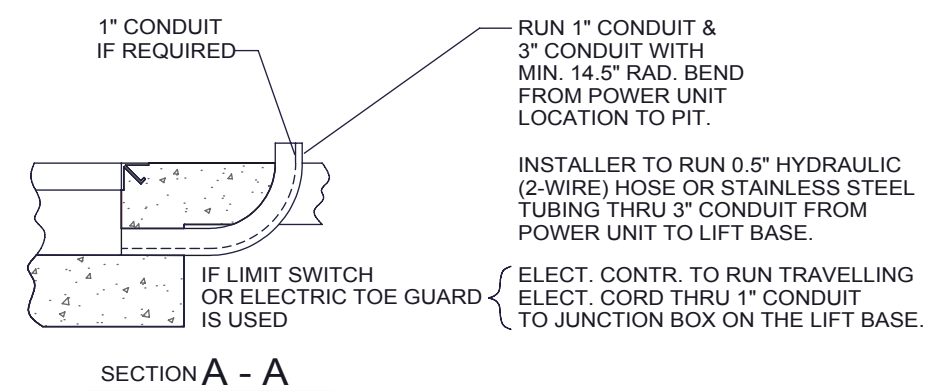 1" CONDUIT
IF REQUIRED
RUN 1" CONDUIT &
3" CONDUIT WITH
MIN. 14.5" RAD. BEND
FROM POWER UNIT
LOCATION TO PIT.
INSTALLER TO RUN 0.5" HYDRAULIC
(2-WIRE) HOSE OR STAINLESS STEEL
TUBING THRU 3" CONDUIT FROM
POWER UNIT TO LIFT BASE.
IF LIMIT SWITCH
OR ELECTRIC TOE GUARD
IS USED
ELECT. CONTR. TO RUN TRAVELLING
ELECT. CORD THRU 1" CONDUIT
TO JUNCTION BOX ON THE LIFT BASE.
SECTION A - A